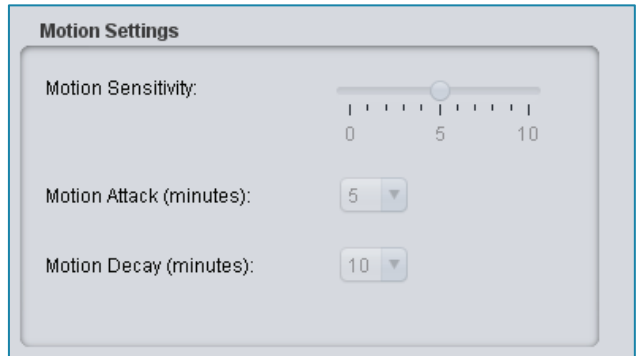 Motion Settings
Motion Sensitivity:
0 5 10
Motion Attack (minutes): 5
Motion Decay (minutes): 10